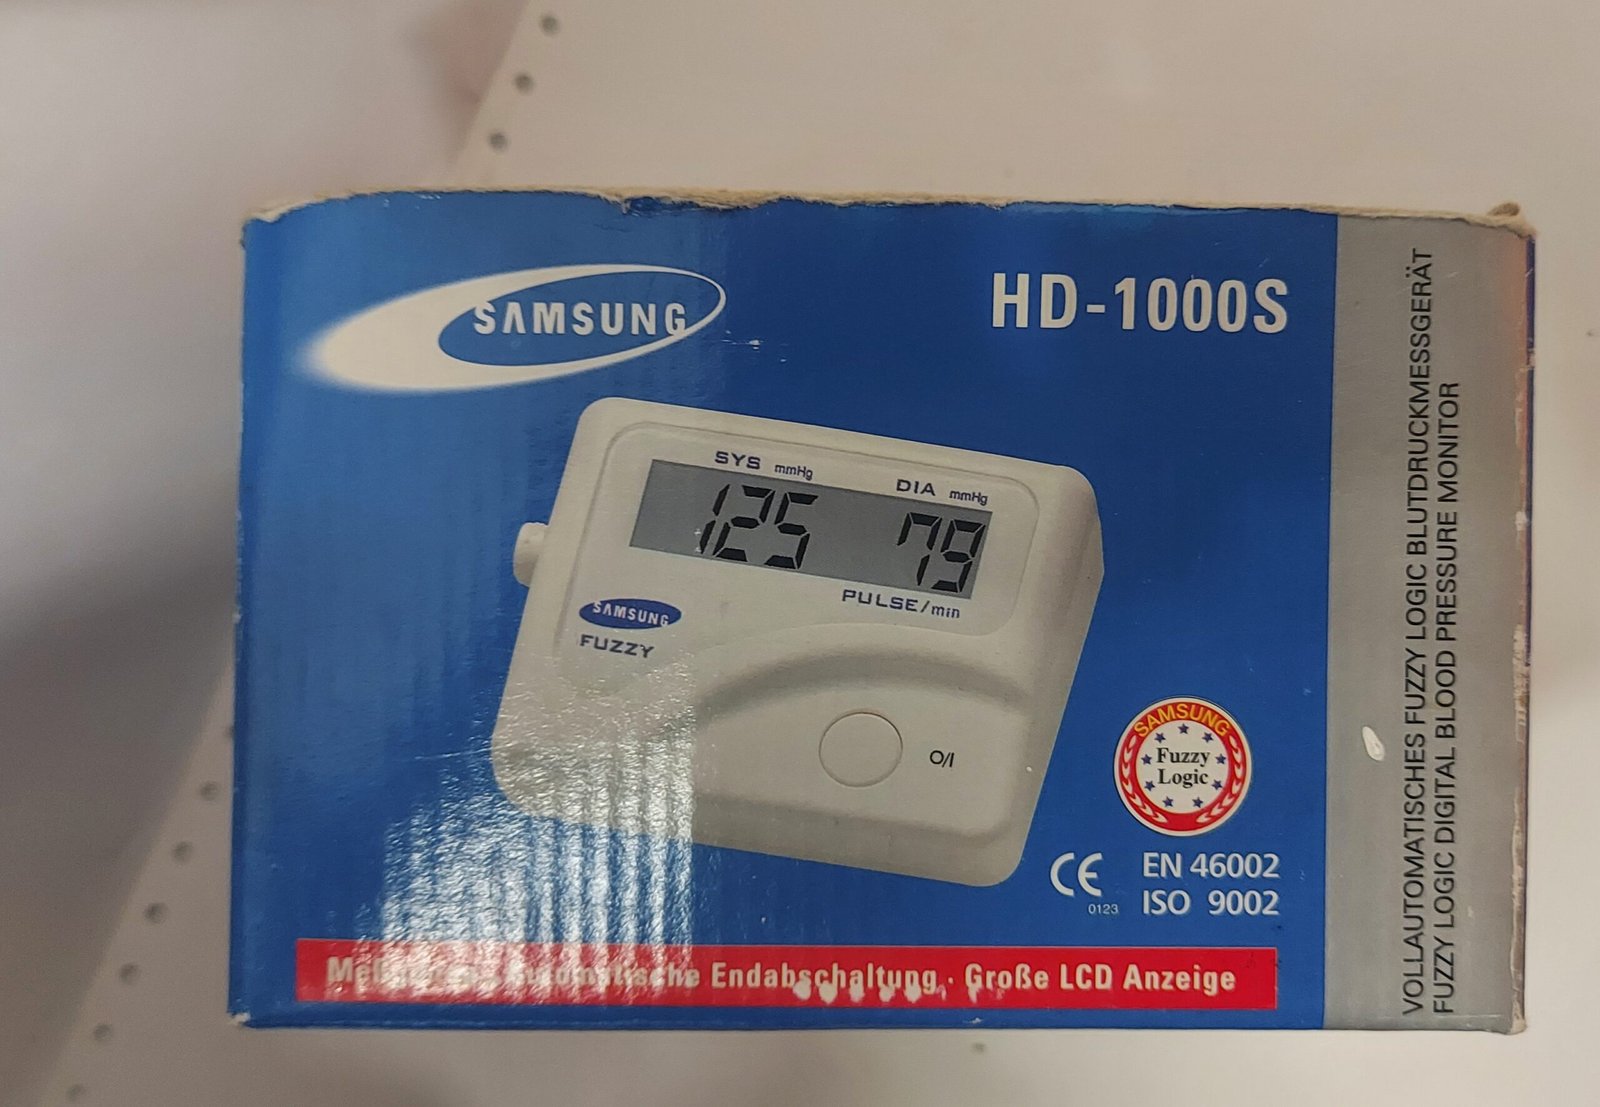 SAMSUNG
HD-1000S
SYS mmHg
DIA mmHg
125 79
PULSE/min
SAMSUNG
FUZZY
O/I
SAMSUNG
Fuzzy
Logic
CE
0123
EN 46002
ISO 9002
Automatische Endabschaltung · Große LCD Anzeige
VOLLAUTOMATISCHES FUZZY LOGIC BLUTDRUCKMESSGERÄT
FUZZY LOGIC DIGITAL BLOOD PRESSURE MONITOR